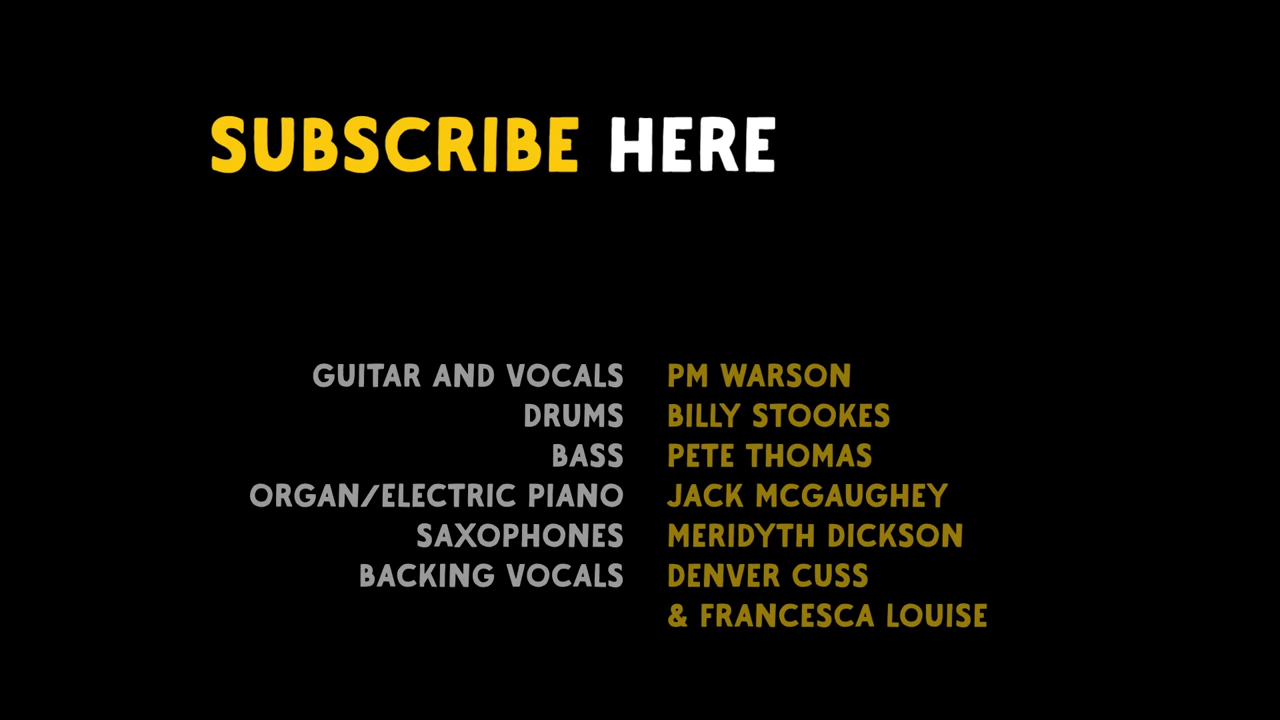 SUBSCRIBE HERE
GUITAR AND VOCALS PM WARSON
DRUMS BILLY STOOKES
BASS PETE THOMAS
ORGAN/ELECTRIC PIANO JACK MCGAUGHEY
SAXOPHONES MERIDYTH DICKSON
BACKING VOCALS DENVER CUSS
& FRANCESCA LOUISE